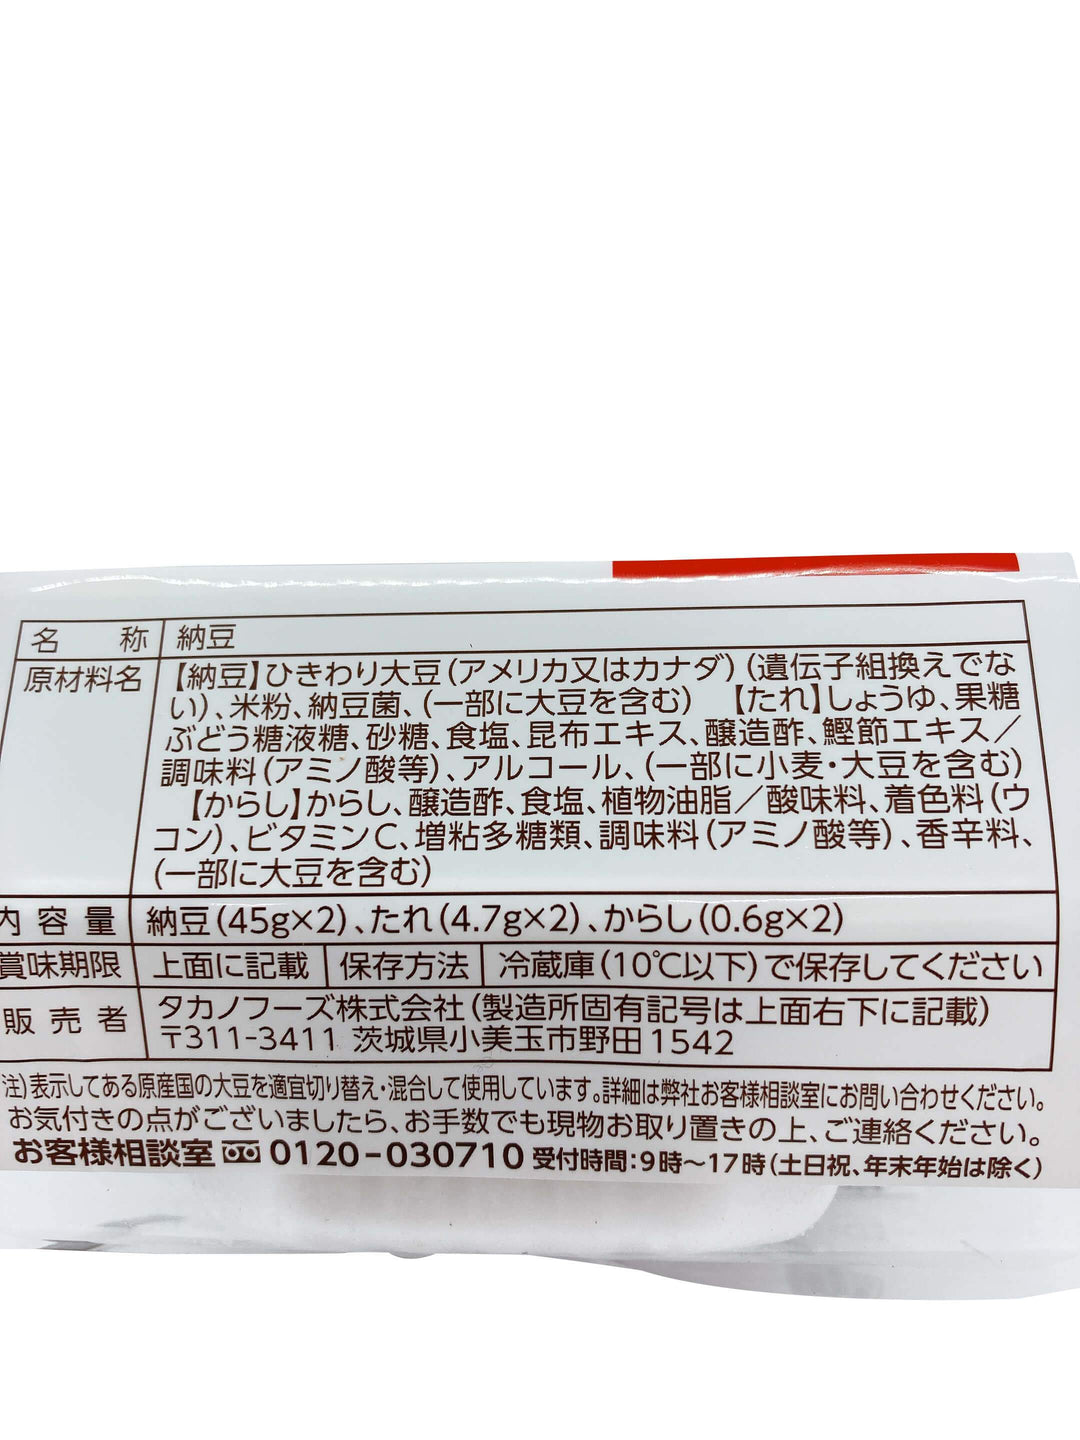 名称 納豆
原材料名 【納豆】ひきわり大豆(アメリカ又はカナダ)(遺伝子組換えでな
い)、米粉、納豆菌、(一部に大豆を含む) 【たれ】しょうゆ、果糖
ぶどう糖液糖、砂糖、食塩、昆布エキス、醸造酢、鰹節エキス/
調味料(アミノ酸等)、アルコール、(一部に小麦・大豆を含む)
【からし】からし、醸造酢、食塩、植物油脂/酸味料、着色料(ウ
コン)、ビタミンC、増粘多糖類、調味料(アミノ酸等)、香辛料、
(一部に大豆を含む)
内容量 納豆(45g×2)、たれ(4.7g×2)、からし(0.6g×2)
賞味期限 上面に記載 保存方法 冷蔵庫(10℃以下)で保存してください
販売者 タカノフーズ株式会社(製造所固有記号は上面右下に記載)
〒311-3411 茨城県小美玉市野田1542
注)表示してある原産国の大豆を適宜切り替え・混合して使用しています。詳細は弊社お客様相談室にお問い合わせください。
お気付きの点がございましたら、お手数でも現物お取り置きの上、ご連絡ください。
お客様相談室 0120-030710 受付時間:9時～17時(土日祝、年末年始は除く)